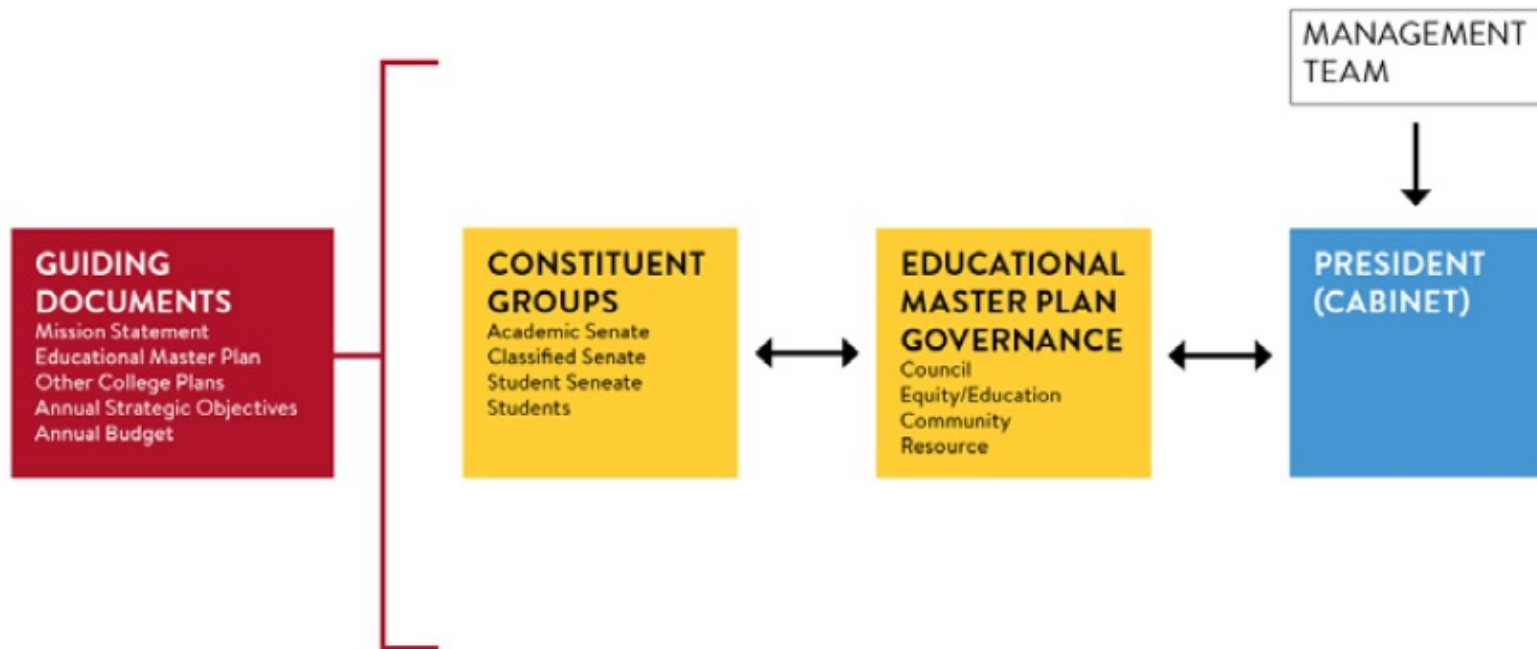 MANAGEMENT
TEAM
GUIDING
DOCUMENTS
Mission Statement
Educational Master Plan
Other College Plans
Annual Strategic Objectives
Annual Budget
CONSTITUENT
GROUPS
Academic Senate
Classified Senate
Student Seneate
Students
EDUCATIONAL
MASTER PLAN
GOVERNANCE
Council
Equity/Education
Community
Resource
PRESIDENT
(CABINET)